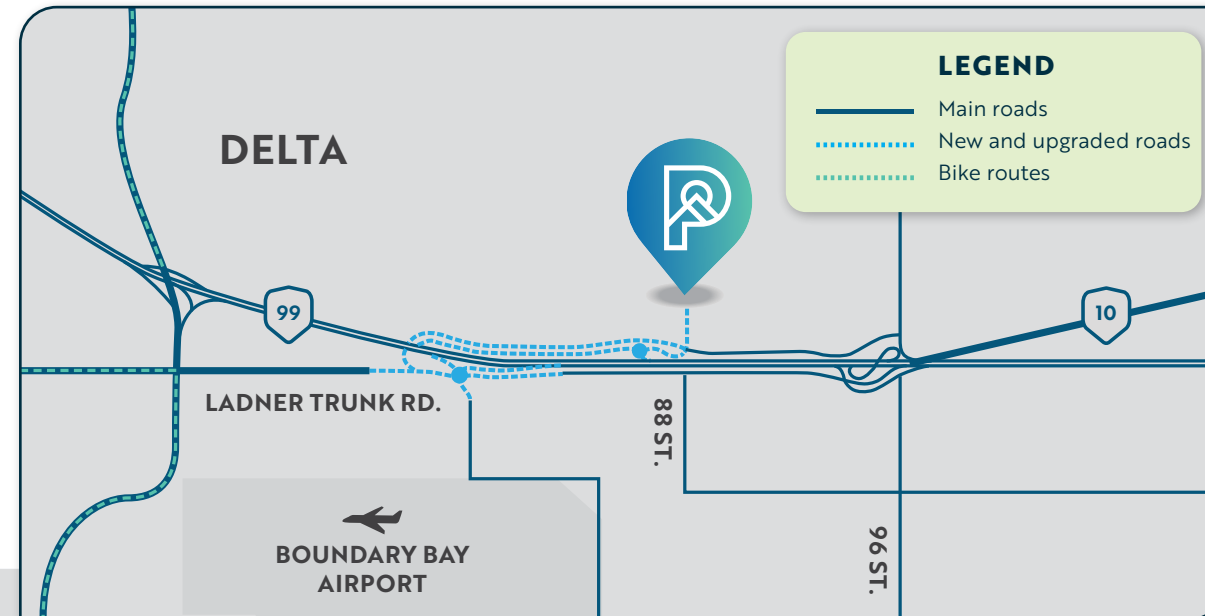 LEGEND
Main roads
New and upgraded roads
Bike routes
DELTA
P
99
10
LADNER TRUNK RD.
88 ST.
96 ST.
BOUNDARY BAY
AIRPORT